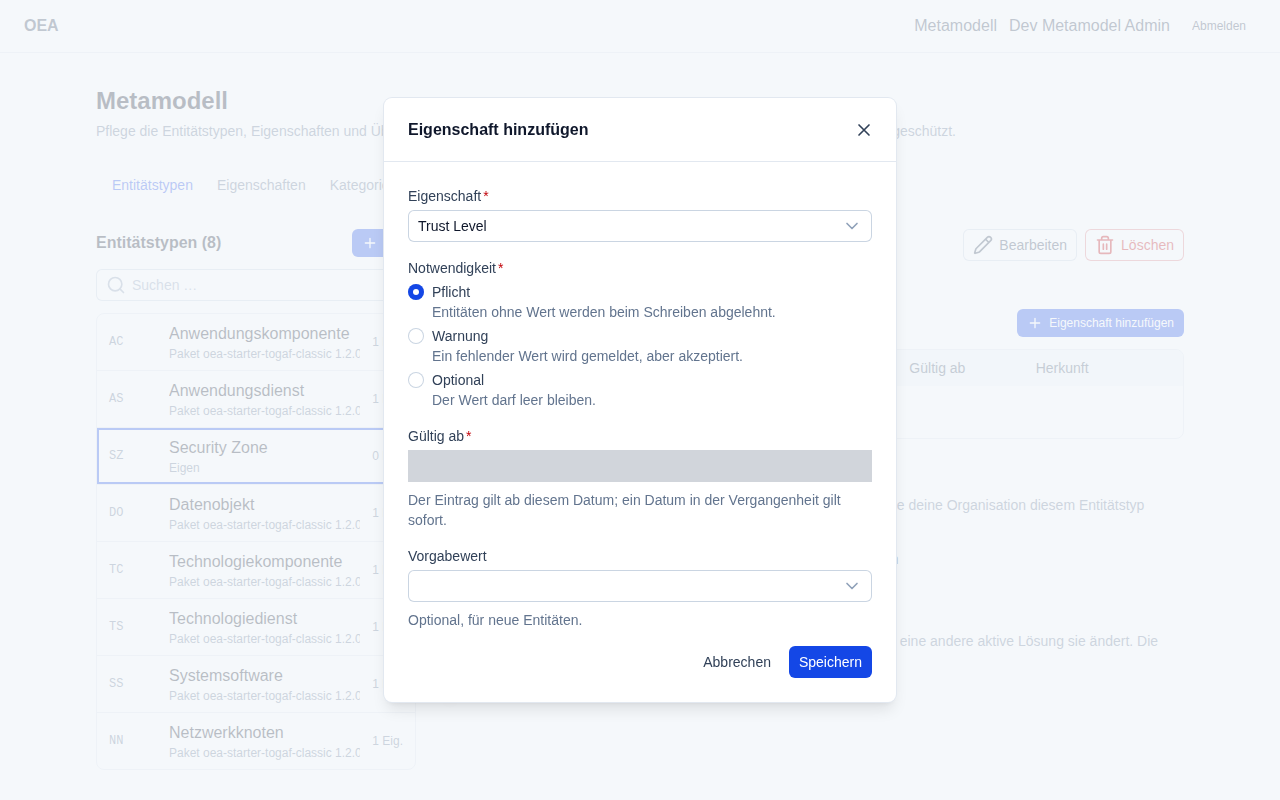 OEA
Metamodell Dev Metamodel Admin Abmelden
Metamodell
Pflege die Entitätstypen, Eigenschaften und Ül
geschützt.
Entitätstypen Eigenschaften Kategori
Entitätstypen (8)
Bearbeiten Löschen
Suchen …
Eigenschaft hinzufügen
Gültig ab Herkunft
AC Anwendungskomponente
Paket oea-starter-togaf-classic 1.2.0
1
AS Anwendungsdienst
Paket oea-starter-togaf-classic 1.2.0
1
SZ Security Zone
Eigen
0
DO Datenobjekt
Paket oea-starter-togaf-classic 1.2.0
1
TC Technologiekomponente
Paket oea-starter-togaf-classic 1.2.0
1
TS Technologiedienst
Paket oea-starter-togaf-classic 1.2.0
1
SS Systemsoftware
Paket oea-starter-togaf-classic 1.2.0
1
NN Netzwerkknoten
Paket oea-starter-togaf-classic 1.2.0
1 Eig.
e deine Organisation diesem Entitätstyp
eine andere aktive Lösung sie ändert. Die
Eigenschaft hinzufügen
Eigenschaft*
Trust Level
Notwendigkeit*
Pflicht
Entitäten ohne Wert werden beim Schreiben abgelehnt.
Warnung
Ein fehlender Wert wird gemeldet, aber akzeptiert.
Optional
Der Wert darf leer bleiben.
Gültig ab*
Der Eintrag gilt ab diesem Datum; ein Datum in der Vergangenheit gilt
sofort.
Vorgabewert
Optional, für neue Entitäten.
Abbrechen Speichern